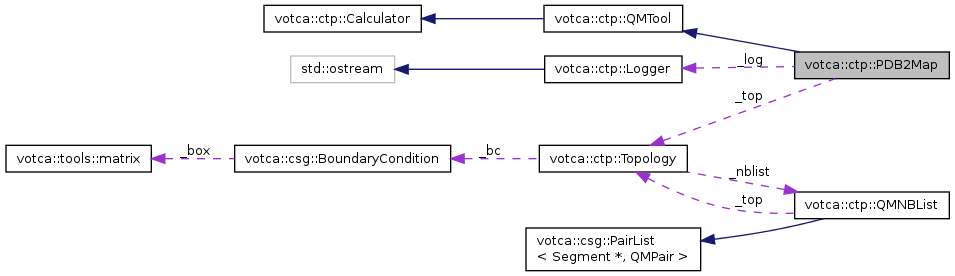 votca::ctp::Calculator
votca::ctp::QMTool
std::ostream
votca::ctp::Logger
_log
votca::ctp::PDB2Map
_top
votca::tools::matrix
_box
votca::csg::BoundaryCondition
_bc
votca::ctp::Topology
_nblist
_top
votca::ctp::QMNBList
votca::csg::PairList
< Segment *, QMPair >